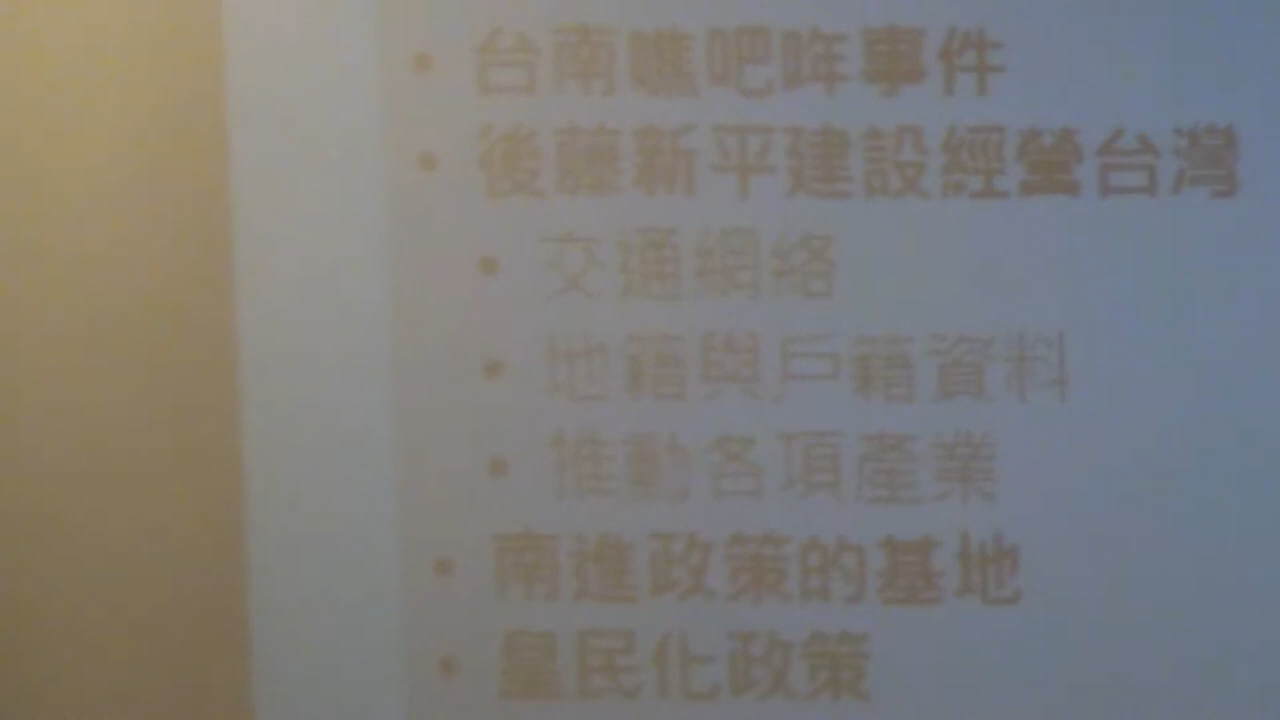 • 台南噍吧哖事件
• 後藤新平建設經營台灣
• 交通網絡
• 地籍與戶籍資料
• 推動各項產業
• 南進政策的基地
• 皇民化政策